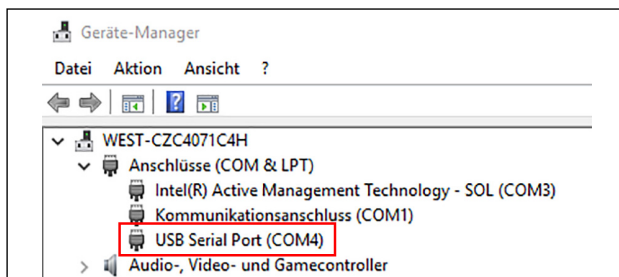 Geräte-Manager
Datei Aktion Ansicht ?
WEST-CZC4071C4H
Anschlüsse (COM & LPT)
Intel(R) Active Management Technology - SOL (COM3)
Kommunikationsanschluss (COM1)
USB Serial Port (COM4)
Audio-, Video- und Gamecontroller